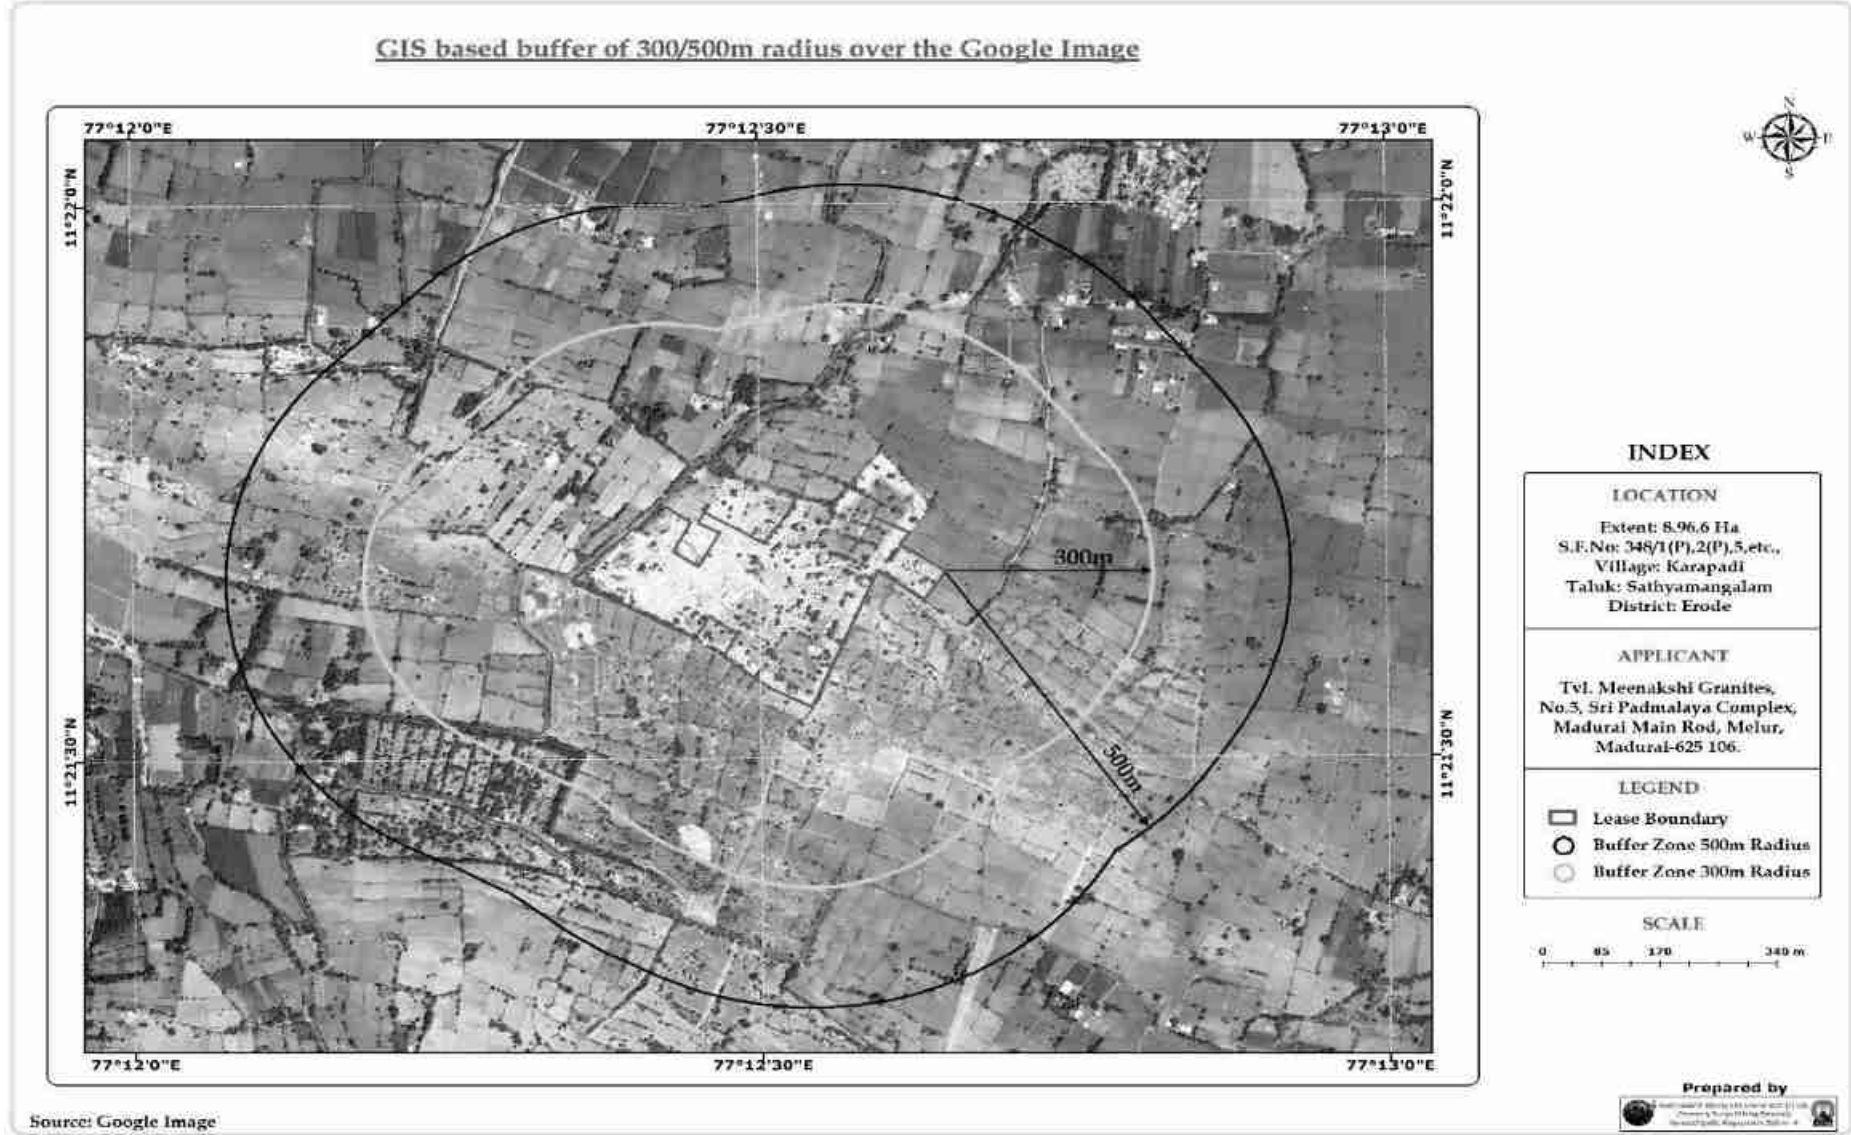 GIS based buffer of 300/500m radius over the Google Image
77°12'0"E 77°12'30"E 77°13'0"E
N
W E
S
11°22'0"N
11°22'0"N
300m
500m
11°21'30"N
11°21'30"N
77°12'0"E 77°12'30"E 77°13'0"E
INDEX
LOCATION
Extent: 8.96.6 Ha
S.F.No: 348/1(P),2(P),5,etc.,
Village: Karapadi
Taluk: Sathyamangalam
District: Erode
APPLICANT
Tvl. Meenakshi Granites,
No.5, Sri Padmalaya Complex,
Madurai Main Rod, Melur,
Madurai-625 106.
LEGEND
Lease Boundary
Buffer Zone 500m Radius
Buffer Zone 300m Radius
SCALE
0 85 170 340 m
Prepared by
Source: Google Image